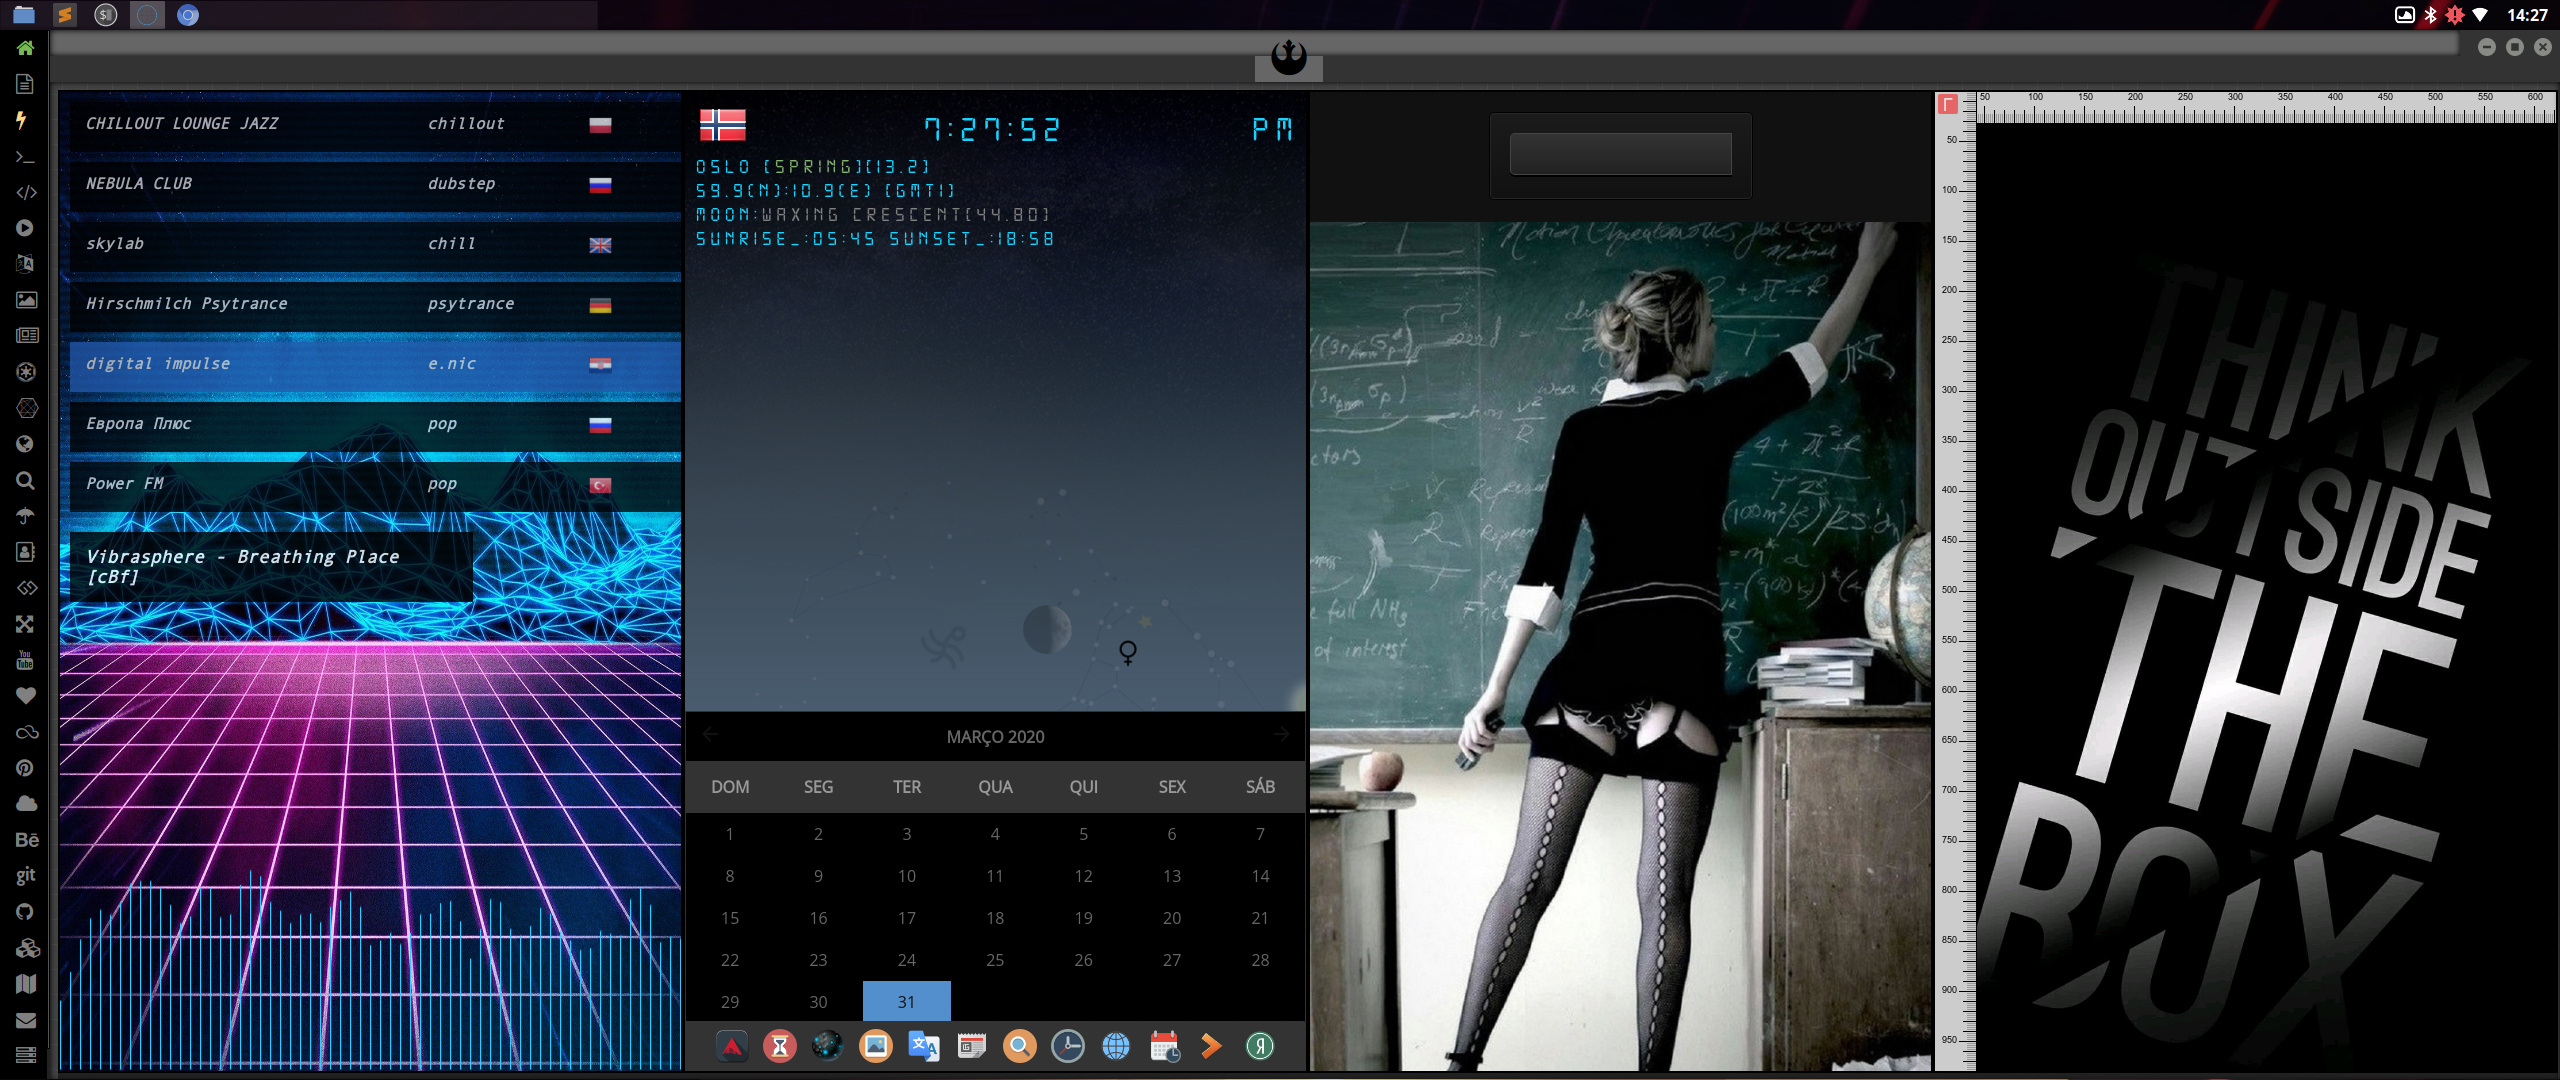 14:27
CHILLOUT LOUNGE JAZZ chillout
NEBULA CLUB dubstep
skylab chill
Hirschmilch Psytrance psytrance
digital impulse e.nic
Европа Плюс pop
Power FM pop
Vibrasphere - Breathing Place
[cBf]
You
Tube
Bē
git
7:27:52 PM
OSLO [SPRING][13.2]
59.9(N):10.9(E) [GMT1]
MOON:WAXING CRESCENT[44.80]
SUNRISE_:05:45 SUNSET_:18:58
MARÇO 2020
DOM SEG TER QUA QUI SEX SÁB
1 2 3 4 5 6 7
8 9 10 11 12 13 14
15 16 17 18 19 20 21
22 23 24 25 26 27 28
29 30 31
of interest
50 100 150 200 250 300 350 400 450 500 550 600
50
100
150
200
250
300
350
400
450
500
550
600
650
700
750
800
850
900
950
THINK
OUTSIDE
THE
BOX